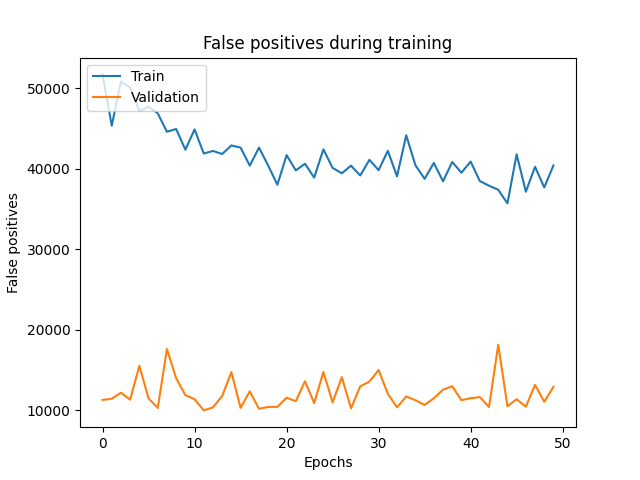 False positives during training
Train
Validation
50000
40000
30000
20000
10000
False positives
0 10 20 30 40 50
Epochs